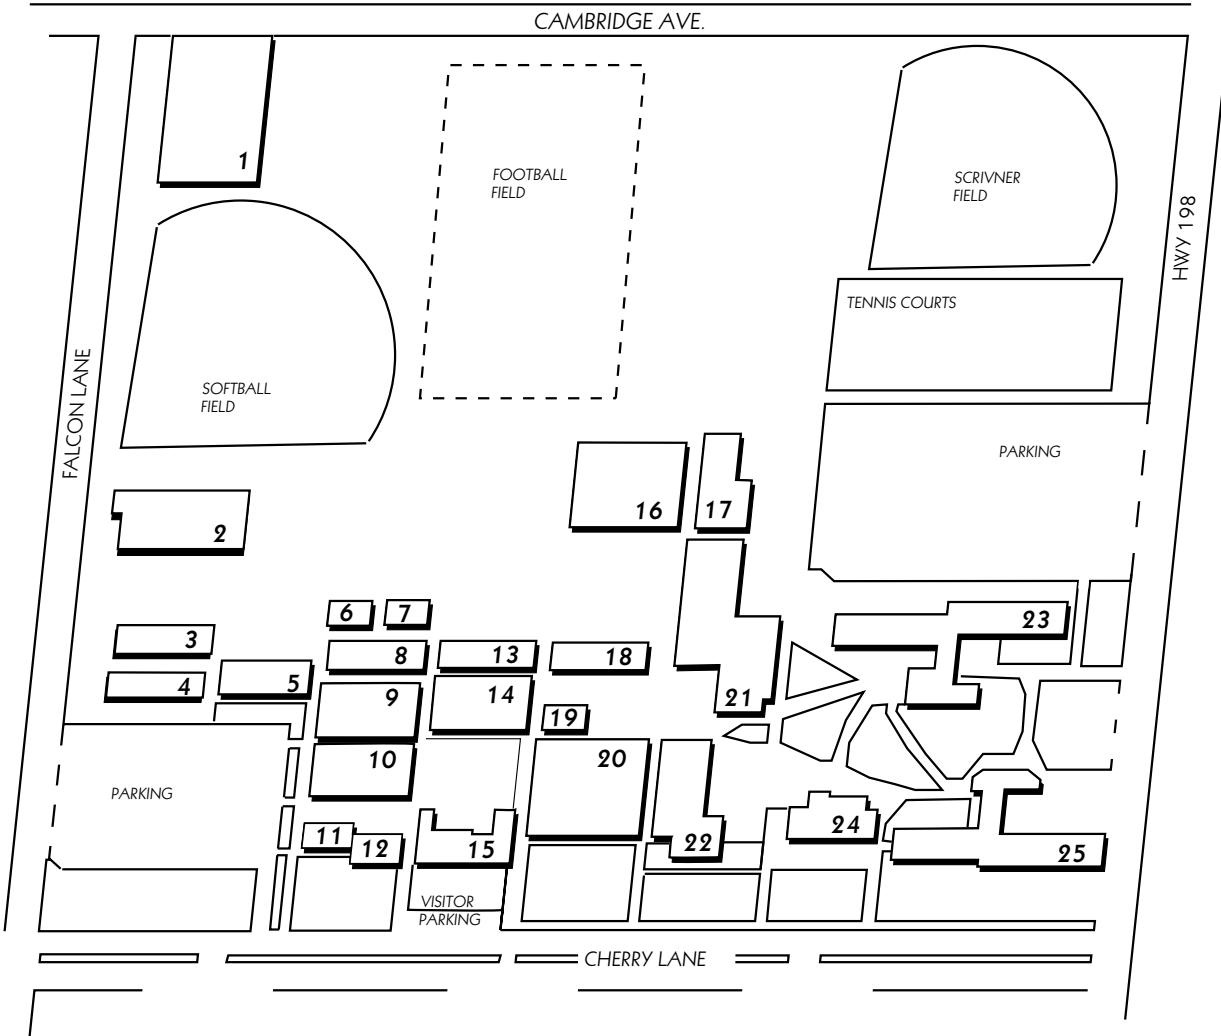 CAMBRIDGE AVE.
1
FOOTBALL
FIELD
SCRIVNER
FIELD
HWY 198
TENNIS COURTS
FALCON LANE
SOFTBALL
FIELD
PARKING
16
17
2
6
7
23
3
8
13
18
4
5
9
14
21
19
10
20
PARKING
11
12
15
22
24
25
VISITOR
PARKING
CHERRY LANE